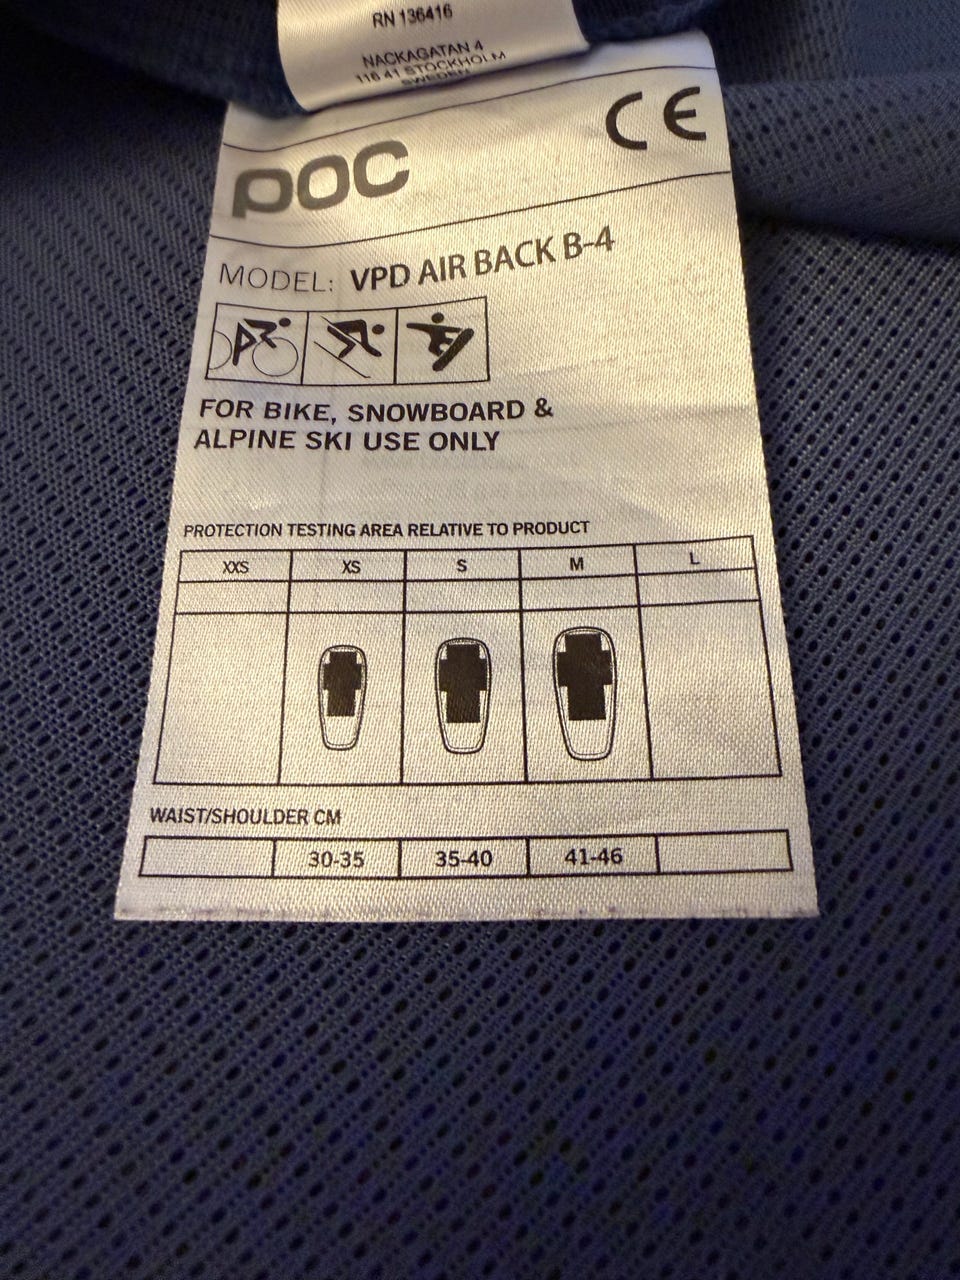 RN 136416
NACKAGATAN 4
116 41 STOCKHOLM
SWEDEN
CE
POC
MODEL: VPD AIR BACK B-4
FOR BIKE, SNOWBOARD &
ALPINE SKI USE ONLY
PROTECTION TESTING AREA RELATIVE TO PRODUCT
XXS XS S M L
WAIST/SHOULDER CM
30-35 35-40 41-46